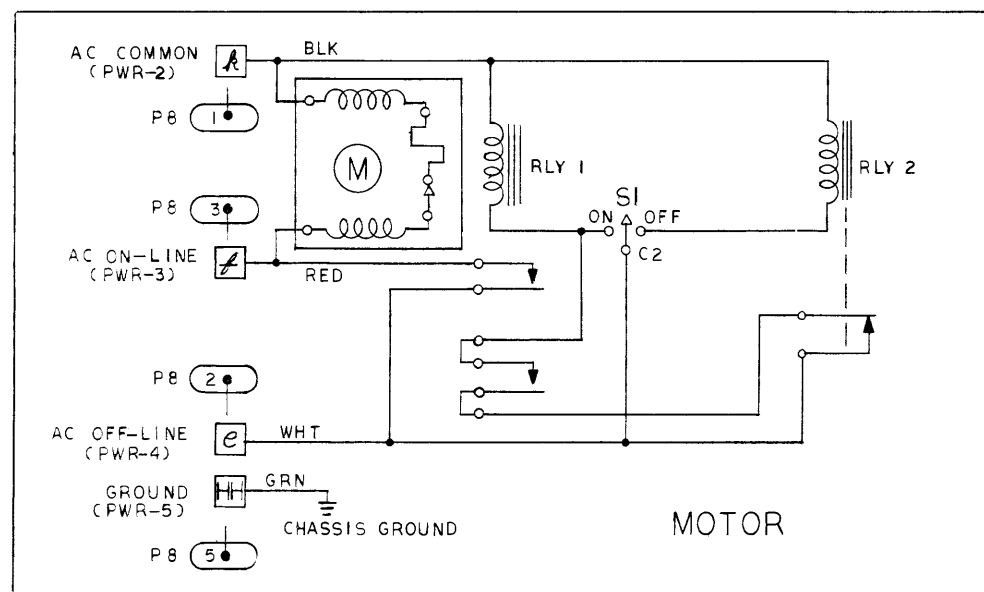 AC COMMON
(PWR-2)
k
BLK
P8 1
M
RLY 1
RLY 2
S1
ON OFF
C2
P8 3
AC ON-LINE
(PWR-3)
f
RED
P8 2
AC OFF-LINE
(PWR-4)
e
WHT
GROUND
(PWR-5)
HH
GRN
CHASSIS GROUND
P8 5
MOTOR